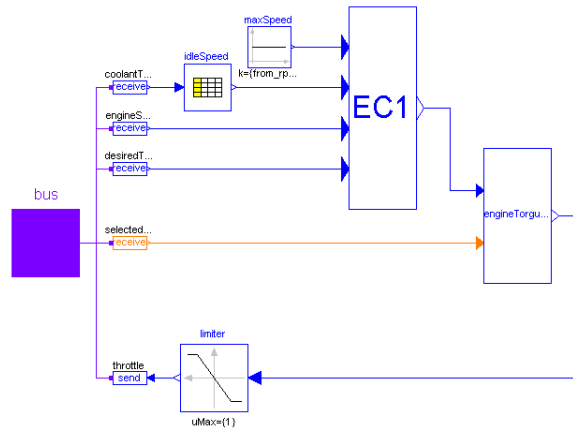 maxSpeed
idleSpeed
k={from_rp...
coolantT...
receive
engineS...
receive
desiredT...
receive
EC1
bus
selected...
receive
engineTorqu...
limiter
throttle
send
uMax={1}